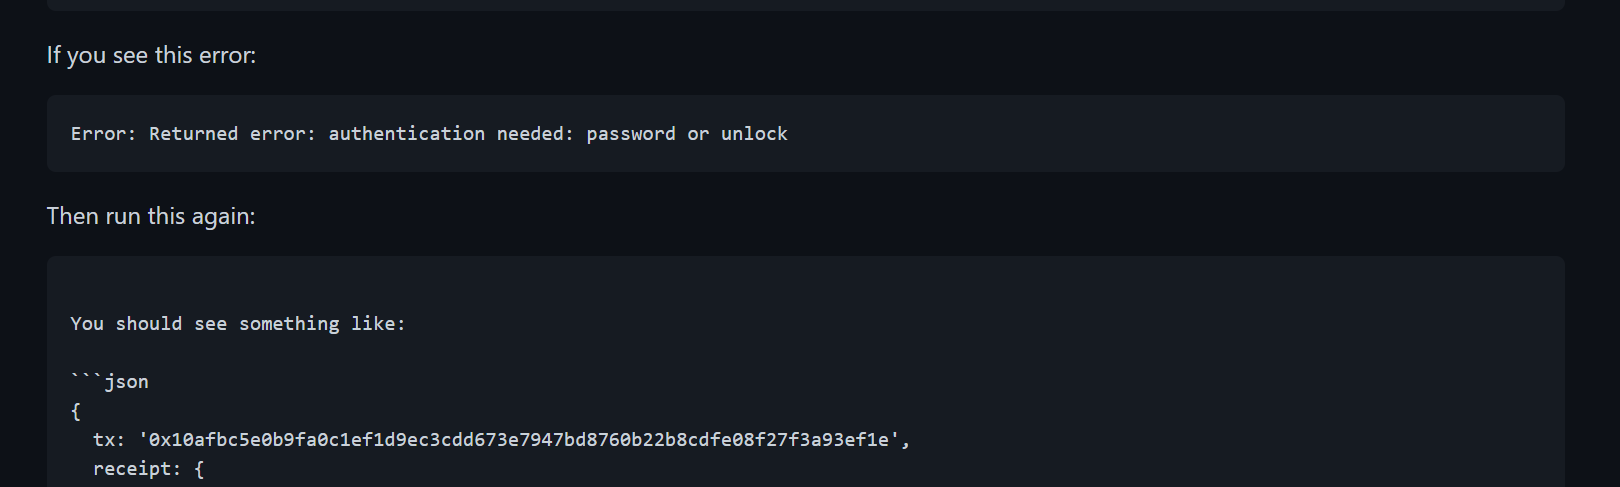 If you see this error:
Error: Returned error: authentication needed: password or unlock
Then run this again:
You should see something like:
```json
{
tx: '0x10afbc5e0b9fa0c1ef1d9ec3cdd673e7947bd8760b22b8cdfe08f27f3a93ef1e',
receipt: {